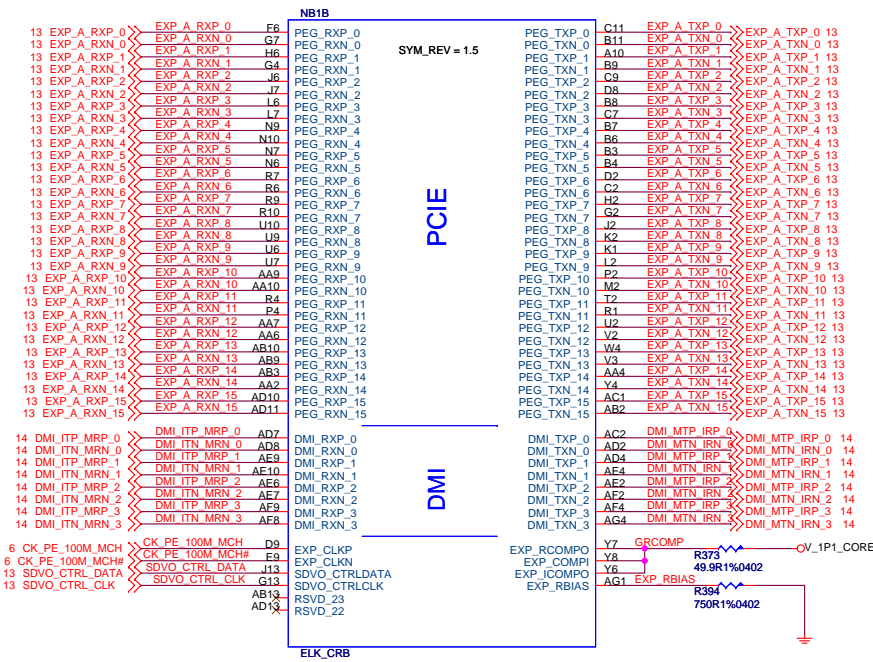 NB1B
SYM_REV = 1.5
13 EXP_A_RXP_0 EXP_A_RXP_0 F6 PEG_RXP_0 PEG_TXP_0 C11 EXP_A_TXP_0 EXP_A_TXP_0 13
13 EXP_A_RXN_0 EXP_A_RXN_0 G7 PEG_RXN_0 PEG_TXN_0 B11 EXP_A_TXN_0 EXP_A_TXN_0 13
13 EXP_A_RXP_1 EXP_A_RXP_1 H6 PEG_RXP_1 PEG_TXP_1 A10 EXP_A_TXP_1 EXP_A_TXP_1 13
13 EXP_A_RXN_1 EXP_A_RXN_1 G4 PEG_RXN_1 PEG_TXN_1 B9 EXP_A_TXN_1 EXP_A_TXN_1 13
13 EXP_A_RXP_2 EXP_A_RXP_2 J6 PEG_RXP_2 PEG_TXP_2 C9 EXP_A_TXP_2 EXP_A_TXP_2 13
13 EXP_A_RXN_2 EXP_A_RXN_2 J7 PEG_RXN_2 PEG_TXN_2 D8 EXP_A_TXN_2 EXP_A_TXN_2 13
13 EXP_A_RXP_3 EXP_A_RXP_3 L6 PEG_RXP_3 PEG_TXP_3 B8 EXP_A_TXP_3 EXP_A_TXP_3 13
13 EXP_A_RXN_3 EXP_A_RXN_3 L7 PEG_RXN_3 PEG_TXN_3 C7 EXP_A_TXN_3 EXP_A_TXN_3 13
13 EXP_A_RXP_4 EXP_A_RXP_4 N9 PEG_RXP_4 PEG_TXP_4 B7 EXP_A_TXP_4 EXP_A_TXP_4 13
13 EXP_A_RXN_4 EXP_A_RXN_4 N10 PEG_RXN_4 PEG_TXN_4 B6 EXP_A_TXN_4 EXP_A_TXN_4 13
13 EXP_A_RXP_5 EXP_A_RXP_5 N7 PEG_RXP_5 PEG_TXP_5 B3 EXP_A_TXP_5 EXP_A_TXP_5 13
13 EXP_A_RXN_5 EXP_A_RXN_5 N6 PEG_RXN_5 PEG_TXN_5 B4 EXP_A_TXN_5 EXP_A_TXN_5 13
13 EXP_A_RXP_6 EXP_A_RXP_6 R7 PEG_RXP_6 PEG_TXP_6 D2 EXP_A_TXP_6 EXP_A_TXP_6 13
13 EXP_A_RXN_6 EXP_A_RXN_6 R6 PEG_RXN_6 PEG_TXN_6 C2 EXP_A_TXN_6 EXP_A_TXN_6 13
13 EXP_A_RXP_7 EXP_A_RXP_7 R9 PEG_RXP_7 PEG_TXP_7 H2 EXP_A_TXP_7 EXP_A_TXP_7 13
13 EXP_A_RXN_7 EXP_A_RXN_7 R10 PEG_RXN_7 PEG_TXN_7 G2 EXP_A_TXN_7 EXP_A_TXN_7 13
13 EXP_A_RXP_8 EXP_A_RXP_8 U10 PEG_RXP_8 PEG_TXP_8 J2 EXP_A_TXP_8 EXP_A_TXP_8 13
13 EXP_A_RXN_8 EXP_A_RXN_8 U9 PEG_RXN_8 PEG_TXN_8 K2 EXP_A_TXN_8 EXP_A_TXN_8 13
13 EXP_A_RXP_9 EXP_A_RXP_9 U6 PEG_RXP_9 PEG_TXP_9 K1 EXP_A_TXP_9 EXP_A_TXP_9 13
13 EXP_A_RXN_9 EXP_A_RXN_9 U7 PEG_RXN_9 PEG_TXN_9 L2 EXP_A_TXN_9 EXP_A_TXN_9 13
13 EXP_A_RXP_10 EXP_A_RXP_10 AA9 PEG_RXP_10 PEG_TXP_10 P2 EXP_A_TXP_10 EXP_A_TXP_10 13
13 EXP_A_RXN_10 EXP_A_RXN_10 AA10 PEG_RXN_10 PEG_TXN_10 M2 EXP_A_TXN_10 EXP_A_TXN_10 13
13 EXP_A_RXP_11 EXP_A_RXP_11 R4 PEG_RXP_11 PEG_TXP_11 T2 EXP_A_TXP_11 EXP_A_TXP_11 13
13 EXP_A_RXN_11 EXP_A_RXN_11 P4 PEG_RXN_11 PEG_TXN_11 R1 EXP_A_TXN_11 EXP_A_TXN_11 13
13 EXP_A_RXP_12 EXP_A_RXP_12 AA7 PEG_RXP_12 PEG_TXP_12 U2 EXP_A_TXP_12 EXP_A_TXP_12 13
13 EXP_A_RXN_12 EXP_A_RXN_12 AA6 PEG_RXN_12 PEG_TXN_12 V2 EXP_A_TXN_12 EXP_A_TXN_12 13
13 EXP_A_RXP_13 EXP_A_RXP_13 AB10 PEG_RXP_13 PEG_TXP_13 W4 EXP_A_TXP_13 EXP_A_TXP_13 13
13 EXP_A_RXN_13 EXP_A_RXN_13 AB9 PEG_RXN_13 PEG_TXN_13 V3 EXP_A_TXN_13 EXP_A_TXN_13 13
13 EXP_A_RXP_14 EXP_A_RXP_14 AB3 PEG_RXP_14 PEG_TXP_14 AA4 EXP_A_TXP_14 EXP_A_TXP_14 13
13 EXP_A_RXN_14 EXP_A_RXN_14 AA2 PEG_RXN_14 PEG_TXN_14 Y4 EXP_A_TXN_14 EXP_A_TXN_14 13
13 EXP_A_RXP_15 EXP_A_RXP_15 AD10 PEG_RXP_15 PEG_TXP_15 AC1 EXP_A_TXP_15 EXP_A_TXP_15 13
13 EXP_A_RXN_15 EXP_A_RXN_15 AD11 PEG_RXN_15 PEG_TXN_15 AB2 EXP_A_TXN_15 EXP_A_TXN_15 13
PCIE
14 DMI_ITP_MRP_0 DMI_ITP_MRP_0 AD7 DMI_RXP_0 DMI_TXP_0 AC2 DMI_MTP_IRP_0 DMI_MTP_IRP_0 14
14 DMI_ITN_MRN_0 DMI_ITN_MRN_0 AD8 DMI_RXN_0 DMI_TXN_0 AD2 DMI_MTN_IRN_0 DMI_MTN_IRN_0 14
14 DMI_ITP_MRP_1 DMI_ITP_MRP_1 AE9 DMI_RXP_1 DMI_TXP_1 AD4 DMI_MTP_IRP_1 DMI_MTP_IRP_1 14
14 DMI_ITN_MRN_1 DMI_ITN_MRN_1 AE10 DMI_RXN_1 DMI_TXN_1 AE4 DMI_MTN_IRN_1 DMI_MTN_IRN_1 14
14 DMI_ITP_MRP_2 DMI_ITP_MRP_2 AE6 DMI_RXP_2 DMI_TXP_2 AE2 DMI_MTP_IRP_2 DMI_MTP_IRP_2 14
14 DMI_ITN_MRN_2 DMI_ITN_MRN_2 AE7 DMI_RXN_2 DMI_TXN_2 AF2 DMI_MTN_IRN_2 DMI_MTN_IRN_2 14
14 DMI_ITP_MRP_3 DMI_ITP_MRP_3 AF9 DMI_RXP_3 DMI_TXP_3 AF4 DMI_MTP_IRP_3 DMI_MTP_IRP_3 14
14 DMI_ITN_MRN_3 DMI_ITN_MRN_3 AF8 DMI_RXN_3 DMI_TXN_3 AG4 DMI_MTN_IRN_3 DMI_MTN_IRN_3 14
DMI
6 CK_PE_100M_MCH CK_PE_100M_MCH D9 EXP_CLKP EXP_RCOMPO Y7 GRCOMP V_1P1_CORE
6 CK_PE_100M_MCH# CK_PE_100M_MCH# E9 EXP_CLKN EXP_COMPI Y8 R373
13 SDVO_CTRL_DATA SDVO_CTRL_DATA J13 SDVO_CTRLDATA EXP_ICOMPO Y6 49.9R1%0402
13 SDVO_CTRL_CLK SDVO_CTRL_CLK G13 SDVO_CTRLCLK EXP_RBIAS AG1 EXP_RBIAS
AB13 RSVD_23 R394
AD13 RSVD_22 750R1%0402
ELK_CRB